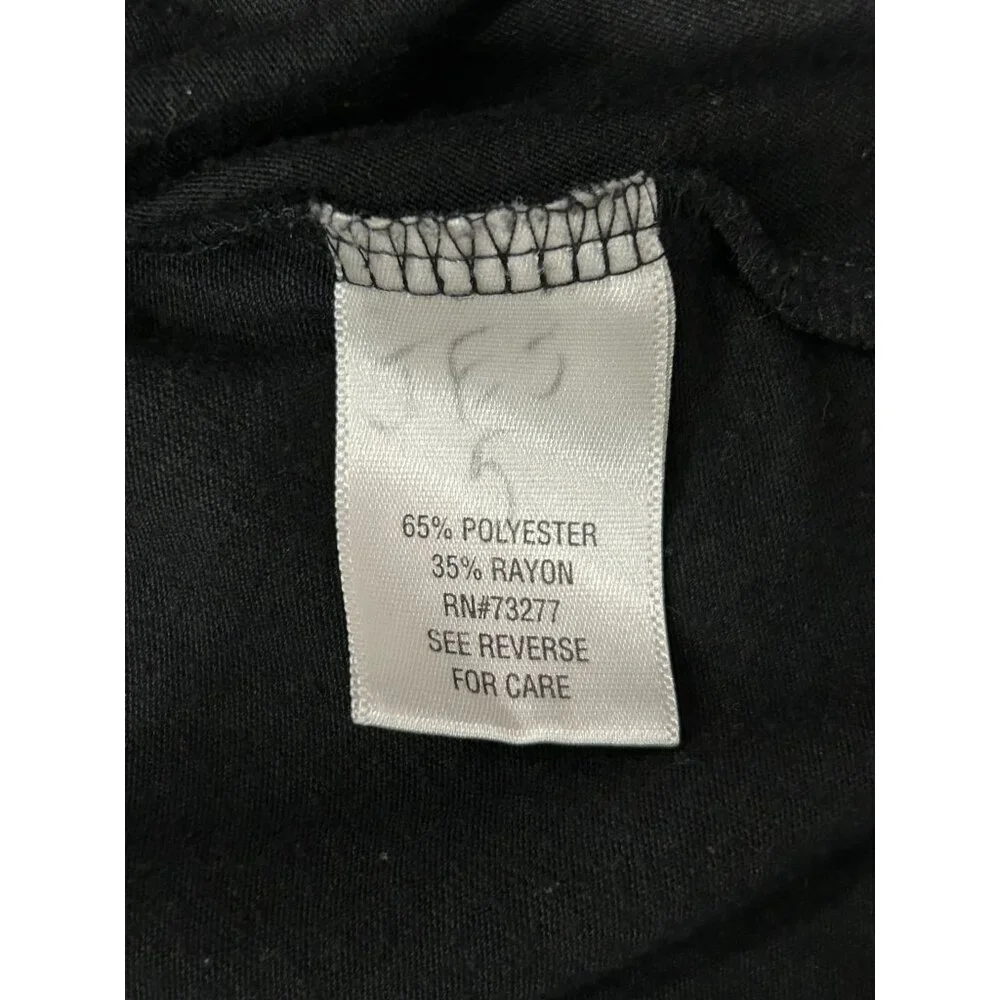 65% POLYESTER
35% RAYON
RN#73277
SEE REVERSE
FOR CARE